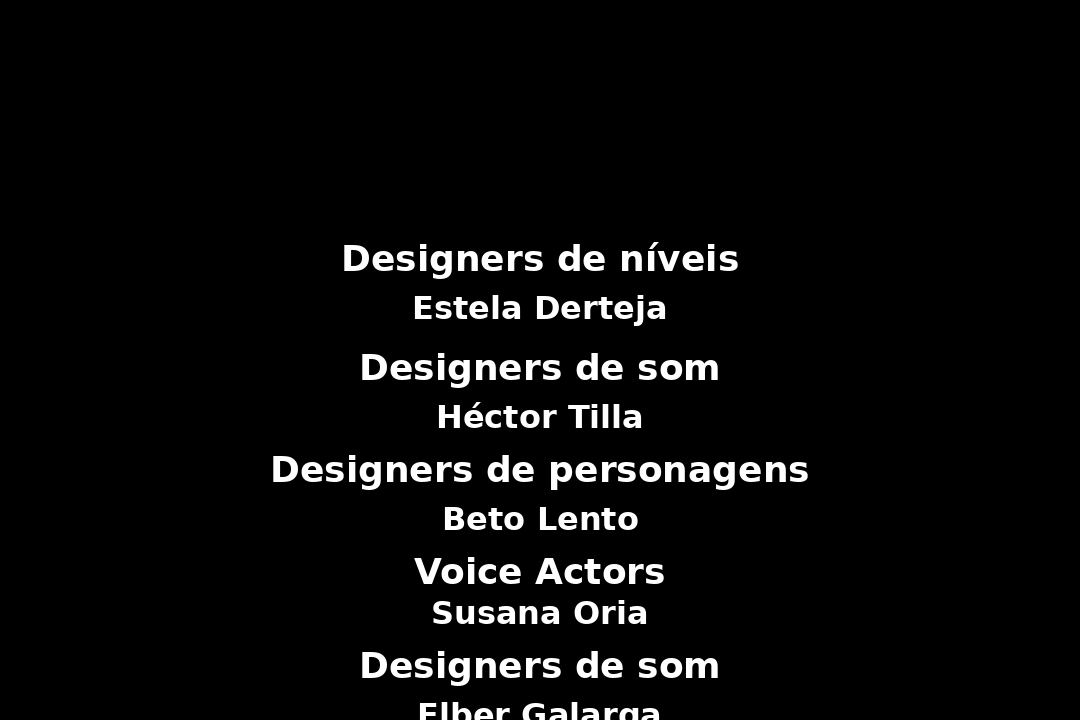 Designers de níveis
Estela Derteja
Designers de som
Héctor Tilla
Designers de personagens
Beto Lento
Voice Actors
Susana Oria
Designers de som
Elber Galarga